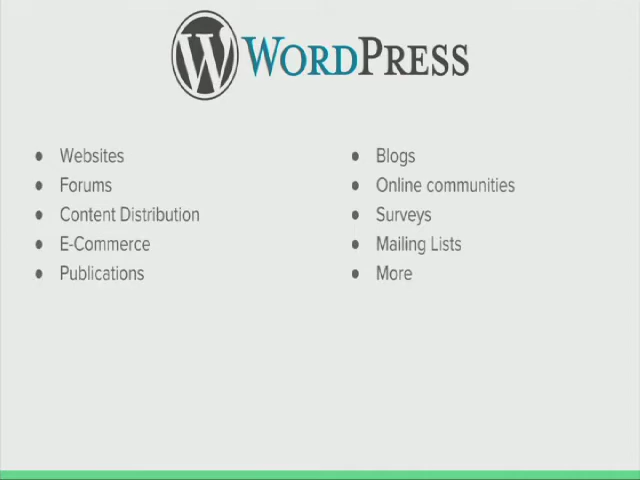 WORDPRESS
● Websites
● Forums
● Content Distribution
● E-Commerce
● Publications
● Blogs
● Online communities
● Surveys
● Mailing Lists
● More